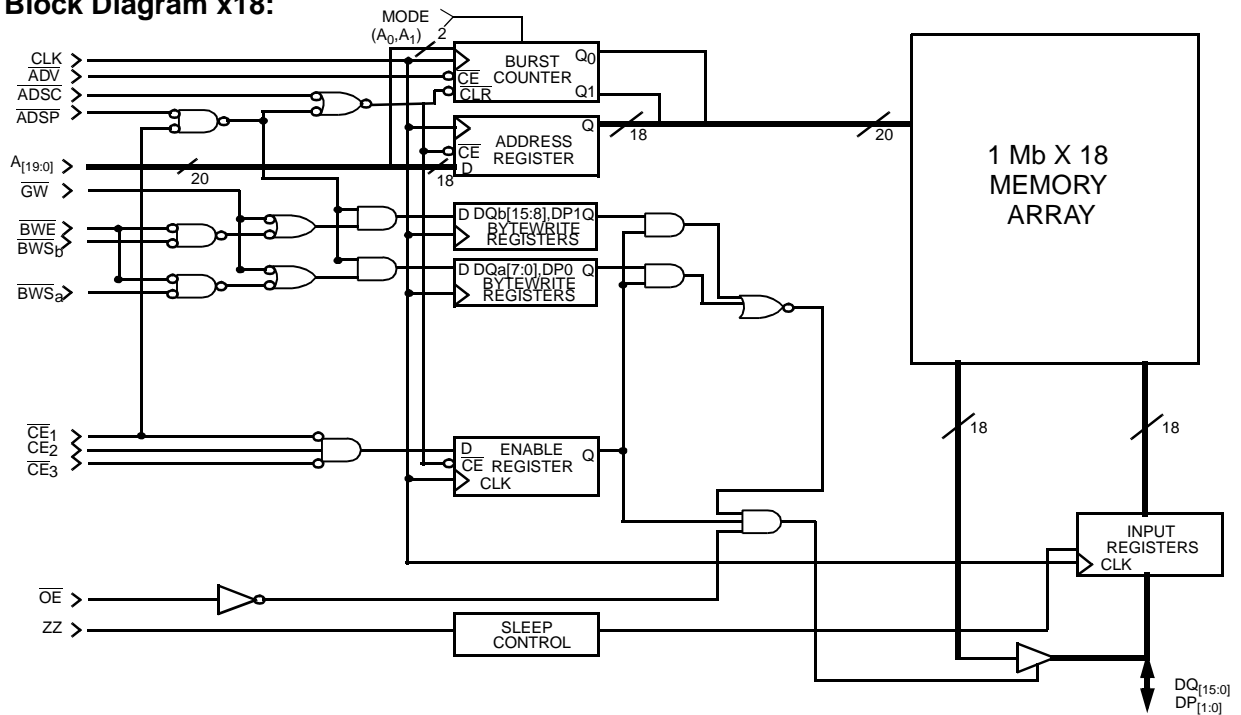 Block Diagram x18:
MODE
(A0,A1)
2
CLK
ADV
ADSC
ADSP
A[19:0]
20
GW
BWE
BWSb
BWSa
CE1
CE2
CE3
OE
ZZ
BURST
COUNTER
Q0
CE
CLR
Q1
ADDRESS
REGISTER
Q
CE
D
18
18
20
D DQb[15:8],DP1Q
BYTEWRITE
REGISTERS
D DQa[7:0],DP0 Q
BYTEWRITE
REGISTERS
D ENABLE Q
CE REGISTER
CLK
SLEEP
CONTROL
1 Mb X 18
MEMORY
ARRAY
18
18
INPUT
REGISTERS
CLK
DQ[15:0]
DP[1:0]